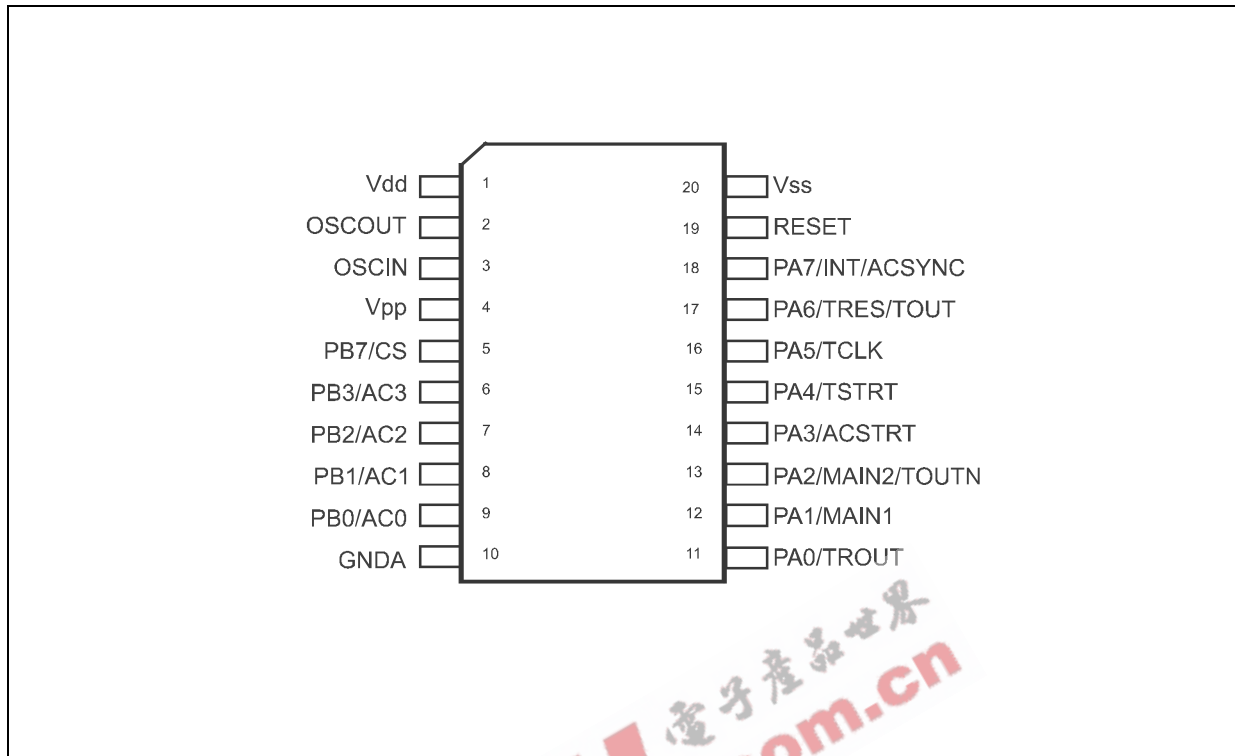 Vdd 1 20 Vss
OSCOUT 2 19 RESET
OSCIN 3 18 PA7/INT/ACSYNC
Vpp 4 17 PA6/TRES/TOUT
PB7/CS 5 16 PA5/TCLK
PB3/AC3 6 15 PA4/TSTRT
PB2/AC2 7 14 PA3/ACSTRT
PB1/AC1 8 13 PA2/MAIN2/TOUTN
PB0/AC0 9 12 PA1/MAIN1
GNDA 10 11 PA0/TROUT
電子產品世界
om.cn